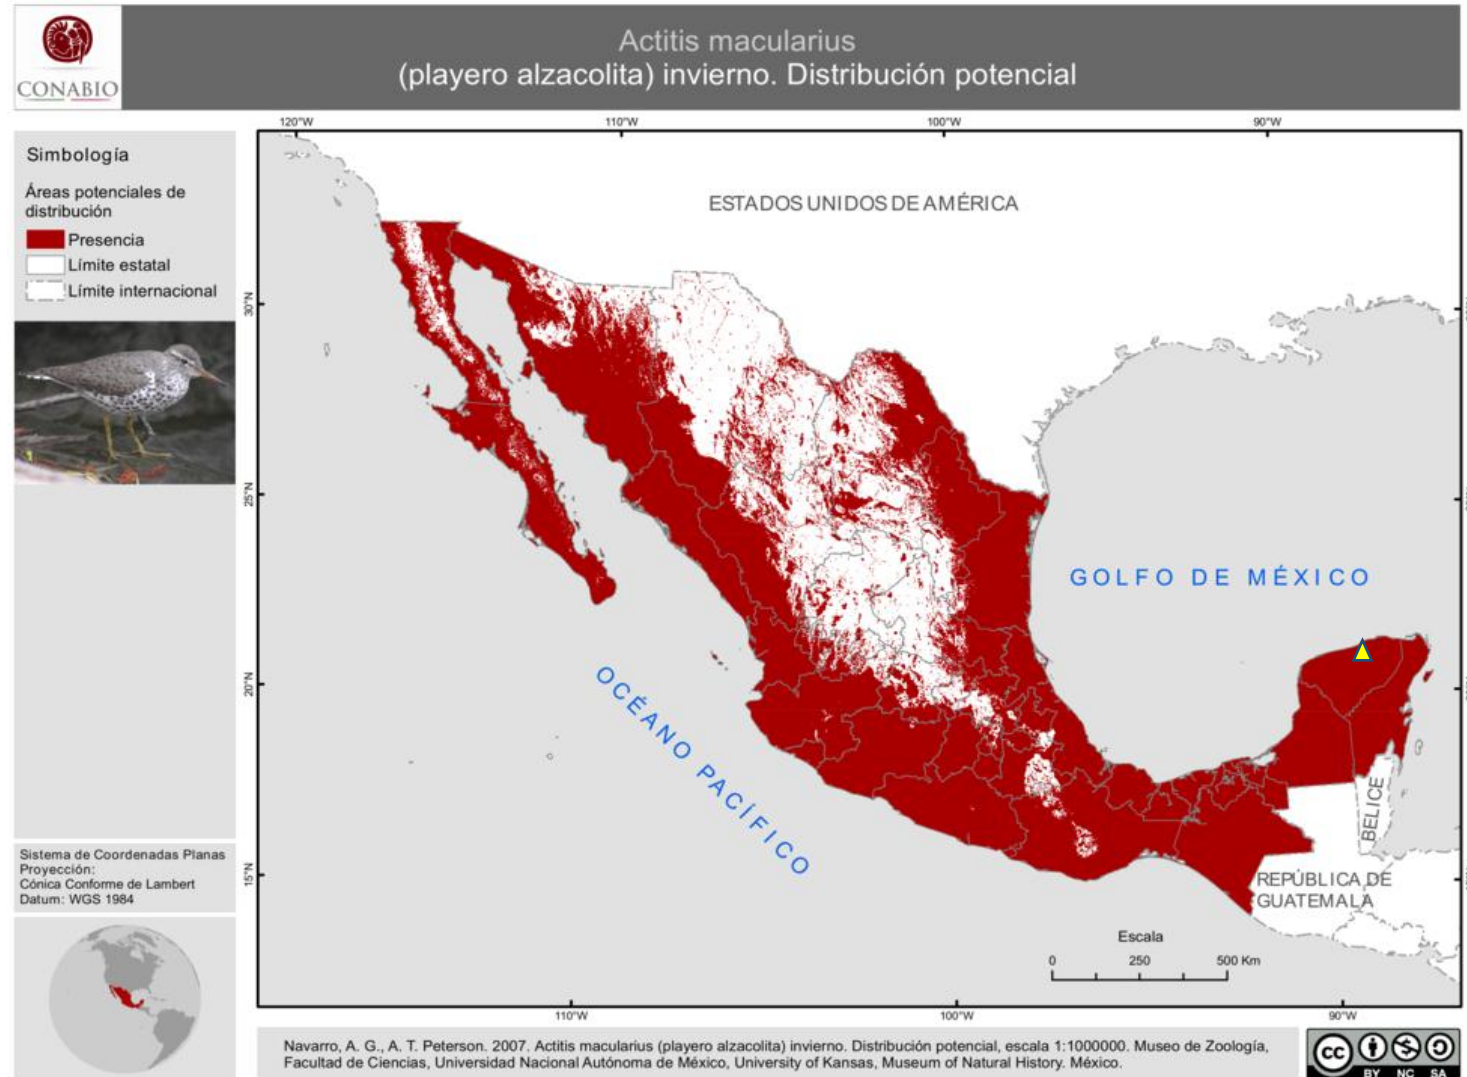 CONABIO
Actitis macularius
(playero alzacolita) invierno. Distribución potencial
Simbología
Áreas potenciales de
distribución
Presencia
Límite estatal
Límite internacional
Sistema de Coordenadas Planas
Proyección:
Cónica Conforme de Lambert
Datum: WGS 1984
120°W
110°W
100°W
90°W
30°N
25°N
20°N
15°N
ESTADOS UNIDOS DE AMÉRICA
GOLFO DE MÉXICO
OCÉANO PACÍFICO
BELICE
REPÚBLICA DE
GUATEMALA
Escala
0 250 500 Km
110°W
100°W
90°W
Navarro, A. G., A. T. Peterson. 2007. Actitis macularius (playero alzacolita) invierno. Distribución potencial, escala 1:1000000. Museo de Zoología,
Facultad de Ciencias, Universidad Nacional Autónoma de México, University of Kansas, Museum of Natural History. México.
cc
BY NC SA